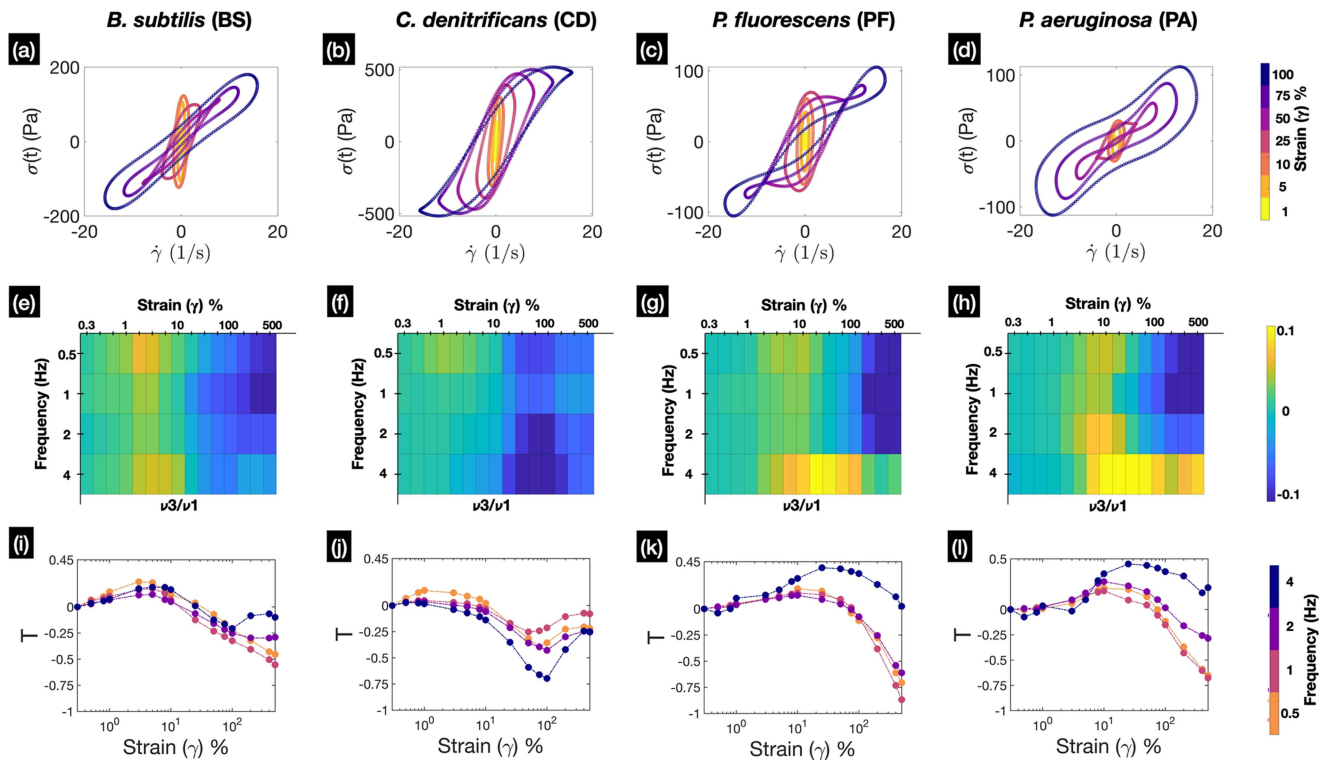 B. subtilis (BS)
C. denitrificans (CD)
P. fluorescens (PF)
P. aeruginosa (PA)
(a)
200
0
-200
σ(t) (Pa)
-20 0 20
γ̇ (1/s)
(b)
500
0
-500
σ(t) (Pa)
-20 0 20
γ̇ (1/s)
(c)
100
0
-100
σ(t) (Pa)
-20 0 20
γ̇ (1/s)
(d)
100
0
-100
σ(t) (Pa)
-20 0 20
γ̇ (1/s)
100
75
50
25
10
5
1
Strain (γ) %
(e)
Strain (γ) %
0.3 1 10 100 500
0.5
1
2
4
Frequency (Hz)
ν3/ν1
(f)
Strain (γ) %
0.3 1 10 100 500
0.5
1
2
4
Frequency (Hz)
ν3/ν1
(g)
Strain (γ) %
0.3 1 10 100 500
0.5
1
2
4
Frequency (Hz)
ν3/ν1
(h)
Strain (γ) %
0.3 1 10 100 500
0.5
1
2
4
Frequency (Hz)
ν3/ν1
0.1
0
-0.1
(i)
0.45
0.25
0
-0.25
-0.5
-0.75
-1
T
10⁰ 10¹ 10²
Strain (γ) %
(j)
0.45
0.25
0
-0.25
-0.5
-0.75
-1
T
10⁰ 10¹ 10²
Strain (γ) %
(k)
0.45
0.25
0
-0.25
-0.5
-0.75
-1
T
10⁰ 10¹ 10²
Strain (γ) %
(l)
0.5
0.25
0
-0.25
-0.5
-0.75
-1
T
10⁰ 10¹ 10²
Strain (γ) %
4
2
1
0.5
Frequency (Hz)